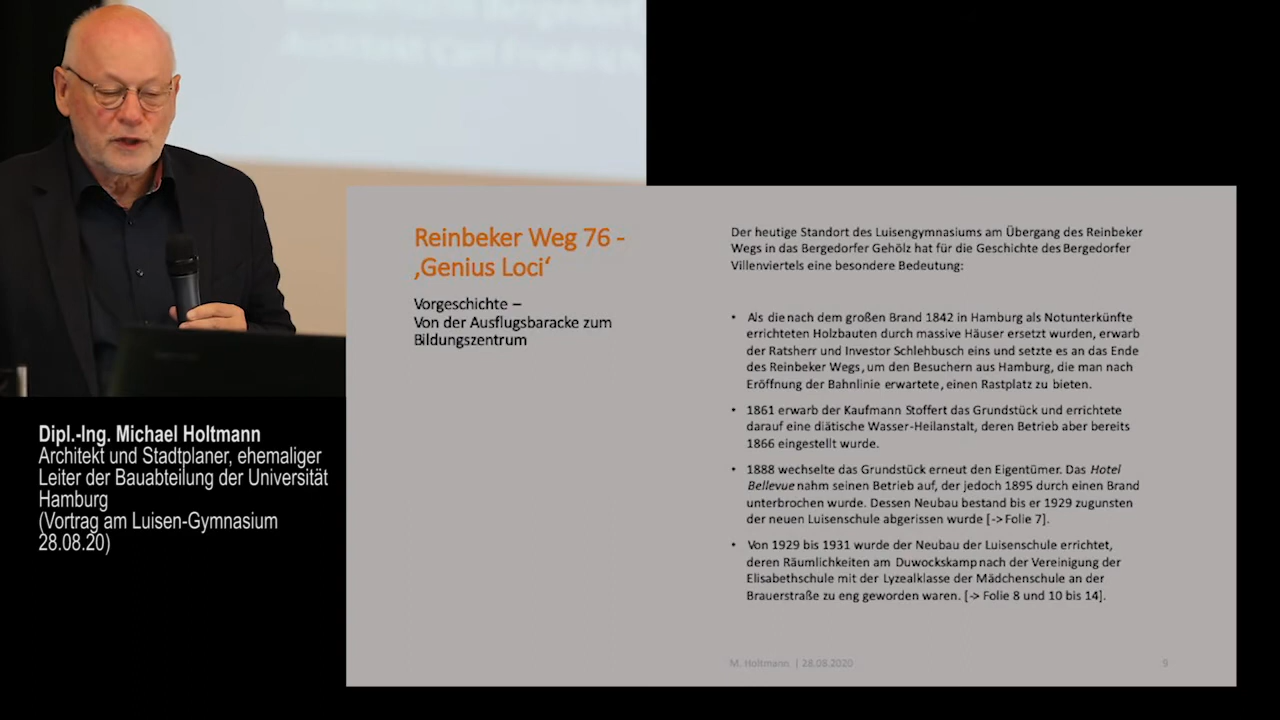 Reinbeker Weg 76 -
‚Genius Loci‘
Vorgeschichte –
Von der Ausflugsbaracke zum
Bildungszentrum
Der heutige Standort des Luisengymnasiums am Übergang des Reinbeker
Wegs in das Bergedorfer Gehölz hat für die Geschichte des Bergedorfer
Villenviertels eine besondere Bedeutung:
• Als die nach dem großen Brand 1842 in Hamburg als Notunterkünfte
errichteten Holzbauten durch massive Häuser ersetzt wurden, erwarb
der Ratsherr und Investor Schlehbusch eins und setzte es an das Ende
des Reinbeker Wegs, um den Besuchern aus Hamburg, die man nach
Eröffnung der Bahnlinie erwartete, einen Rastplatz zu bieten.
• 1861 erwarb der Kaufmann Stoffert das Grundstück und errichtete
darauf eine diätische Wasser-Heilanstalt, deren Betrieb aber bereits
1866 eingestellt wurde.
• 1888 wechselte das Grundstück erneut den Eigentümer. Das Hotel
Bellevue nahm seinen Betrieb auf, der jedoch 1895 durch einen Brand
unterbrochen wurde. Dessen Neubau bestand bis er 1929 zugunsten
der neuen Luisenschule abgerissen wurde [->Folie 7].
• Von 1929 bis 1931 wurde der Neubau der Luisenschule errichtet,
deren Räumlichkeiten am Duwockskamp nach der Vereinigung der
Elisabethschule mit der Lyzealklasse der Mädchenschule an der
Brauerstraße zu eng geworden waren. [-> Folie 8 und 10 bis 14].
M. Holtmann | 28.08.2020
9
Dipl.-Ing. Michael Holtmann
Architekt und Stadtplaner, ehemaliger
Leiter der Bauabteilung der Universität
Hamburg
(Vortrag am Luisen-Gymnasium
28.08.20)